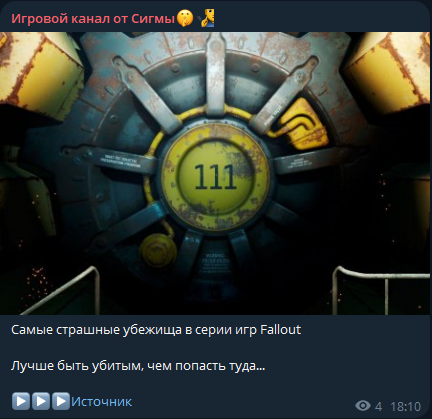 Игровой канал от Сигмы🤫 🧏‍♂️
111
Самые страшные убежища в серии игр Fallout
Лучше быть убитым, чем попасть туда...
▶️▶️▶️Источник
4 18:10